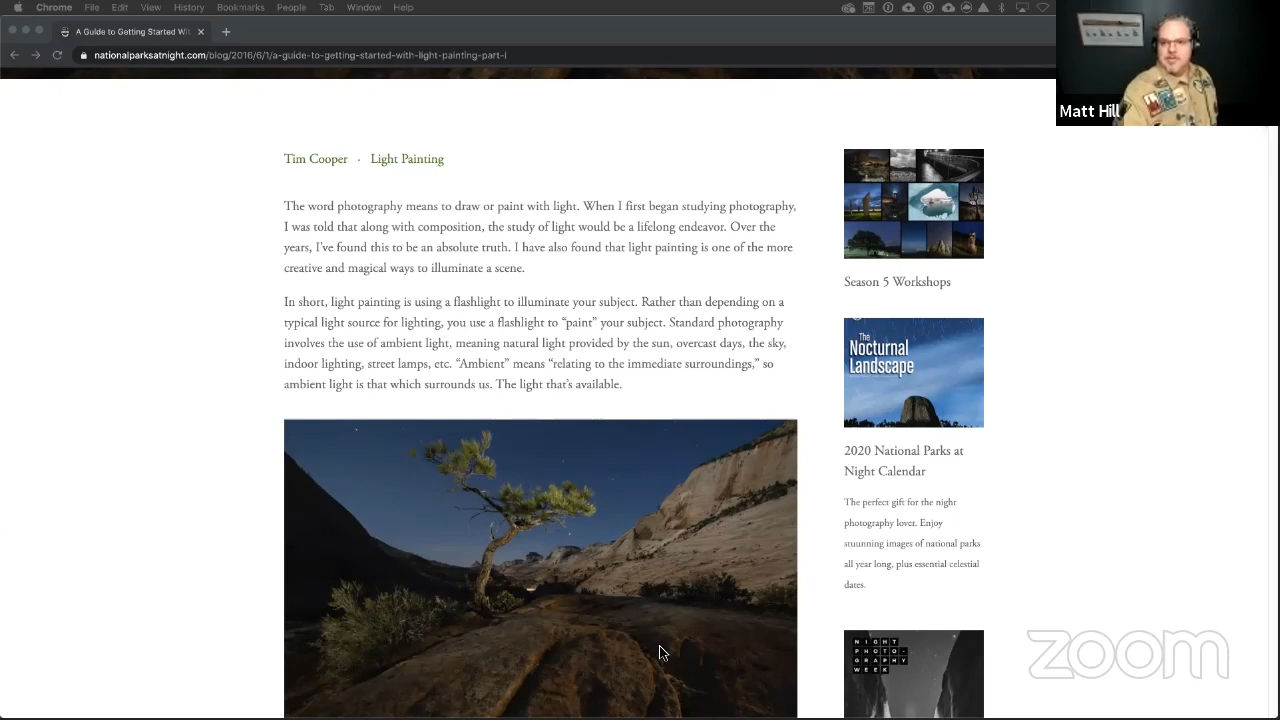 Chrome File Edit View History Bookmarks People Tab Window Help
A Guide to Getting Started Wit
nationalparksatnight.com/blog/2016/6/1/a-guide-to-getting-started-with-light-painting-part-i
Matt Hill
Tim Cooper · Light Painting
The word photography means to draw or paint with light. When I first began studying photography,
I was told that along with composition, the study of light would be a lifelong endeavor. Over the
years, I've found this to be an absolute truth. I have also found that light painting is one of the more
creative and magical ways to illuminate a scene.
In short, light painting is using a flashlight to illuminate your subject. Rather than depending on a
typical light source for lighting, you use a flashlight to “paint” your subject. Standard photography
involves the use of ambient light, meaning natural light provided by the sun, overcast days, the sky,
indoor lighting, street lamps, etc. “Ambient” means “relating to the immediate surroundings,” so
ambient light is that which surrounds us. The light that's available.
Season 5 Workshops
The
Nocturnal
Landscape
2020 National Parks at
Night Calendar
The perfect gift for the night
photography lover. Enjoy
stuunning images of national parks
all year long, plus essential celestial
dates.
NIGHT
PHOTO-
GRAPHY
WEEK
zoom